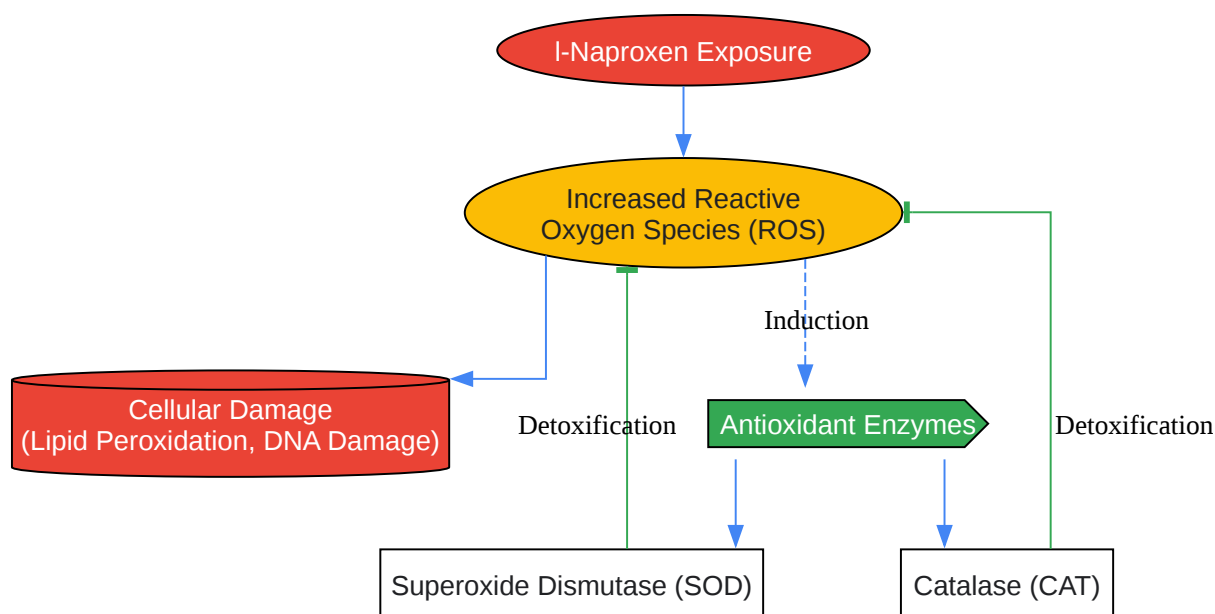 l-Naproxen Exposure
Increased Reactive
Oxygen Species (ROS)
Induction
Cellular Damage
(Lipid Peroxidation, DNA Damage)
Detoxification
Antioxidant Enzymes
Detoxification
Superoxide Dismutase (SOD)
Catalase (CAT)